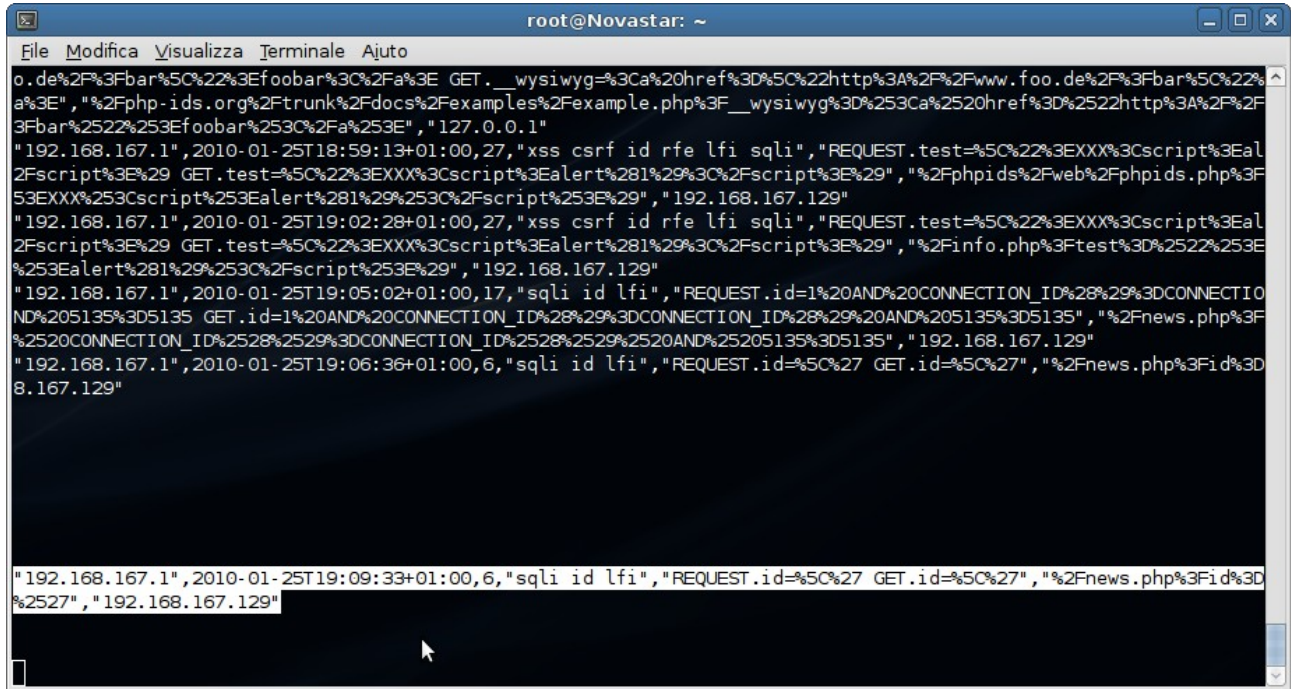 root@Novastar: ~
File Modifica Visualizza Terminale Aiuto
o.de%2F%3Fbar%5C%22%3Efoobar%3C%2Fa%3E GET.__wysiwyg=%3Ca%20href%3D%5C%22http%3A%2F%2Fwww.foo.de%2F%3Fbar%5C%22%
a%3E","%2Fphp-ids.org%2Ftrunk%2Fdocs%2Fexamples%2Fexample.php%3F__wysiwyg%3D%253Ca%2520href%3D%2522http%3A%2F%2F
3Fbar%2522%253Efoobar%253C%2Fa%253E","127.0.0.1"
"192.168.167.1",2010-01-25T18:59:13+01:00,27,"xss csrf id rfe lfi sqli","REQUEST.test=%5C%22%3EXXX%3Cscript%3Eal
2Fscript%3E%29 GET.test=%5C%22%3EXXX%3Cscript%3Ealert%281%29%3C%2Fscript%3E%29","%2Fphpids%2Fweb%2Fphpids.php%3F
53EXXX%253Cscript%253Ealert%281%29%253C%2Fscript%253E%29","192.168.167.129"
"192.168.167.1",2010-01-25T19:02:28+01:00,27,"xss csrf id rfe lfi sqli","REQUEST.test=%5C%22%3EXXX%3Cscript%3Eal
2Fscript%3E%29 GET.test=%5C%22%3EXXX%3Cscript%3Ealert%281%29%3C%2Fscript%3E%29","%2Finfo.php%3Ftest%3D%2522%253E
%253Ealert%281%29%253C%2Fscript%253E%29","192.168.167.129"
"192.168.167.1",2010-01-25T19:05:02+01:00,17,"sqli id lfi","REQUEST.id=1%20AND%20CONNECTION_ID%28%29%3DCONNECTIO
ND%205135%3D5135 GET.id=1%20AND%20CONNECTION_ID%28%29%3DCONNECTION_ID%28%29%20AND%205135%3D5135","%2Fnews.php%3F
%2520CONNECTION_ID%2528%2529%3DCONNECTION_ID%2528%2529%2520AND%25205135%3D5135","192.168.167.129"
"192.168.167.1",2010-01-25T19:06:36+01:00,6,"sqli id lfi","REQUEST.id=%5C%27 GET.id=%5C%27","%2Fnews.php%3Fid%3D
8.167.129"
"192.168.167.1",2010-01-25T19:09:33+01:00,6,"sqli id lfi","REQUEST.id=%5C%27 GET.id=%5C%27","%2Fnews.php%3Fid%3D
%2527","192.168.167.129"